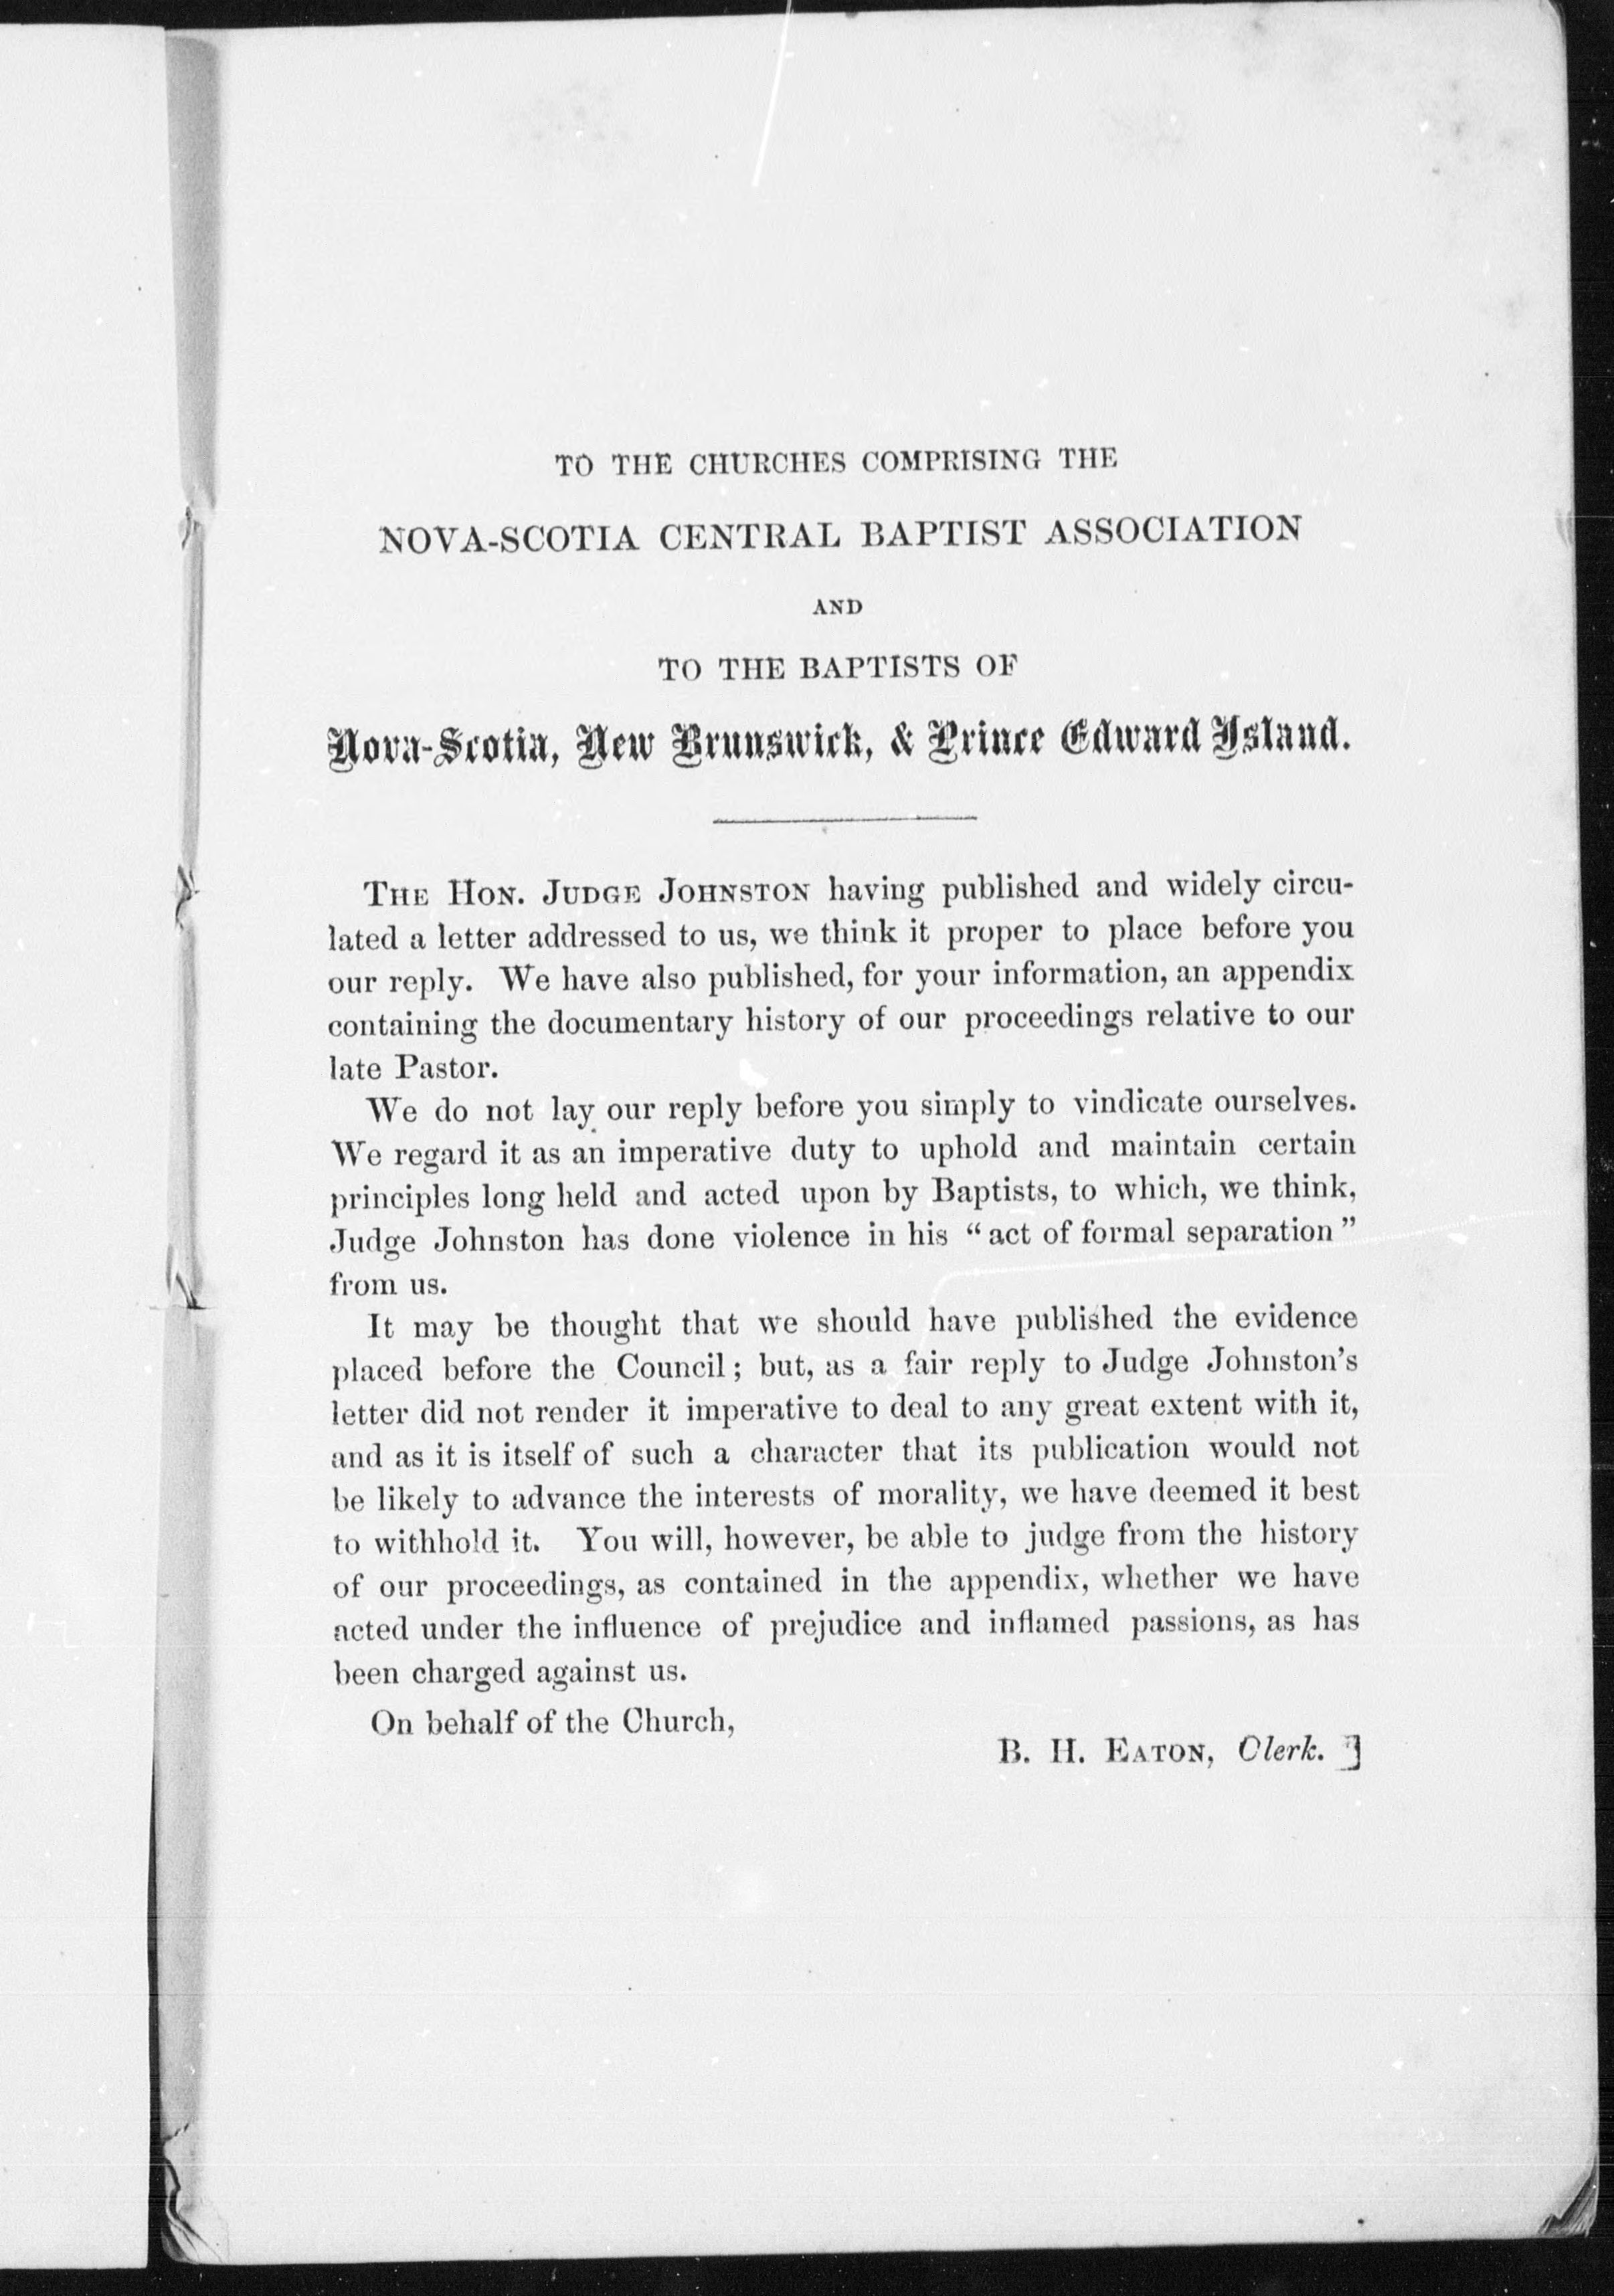 TO THE CHURCHES COMPRISING THE
NOVA-SCOTIA CENTRAL BAPTIST ASSOCIATION
AND
TO THE BAPTISTS OF
Nova-Scotia, New Brunswick, & Prince Edward Island.
THE HON. JUDGE JOHNSTON having published and widely circu-
lated a letter addressed to us, we think it proper to place before you
our reply. We have also published, for your information, an appendix
containing the documentary history of our proceedings relative to our
late Pastor.
We do not lay our reply before you simply to vindicate ourselves.
We regard it as an imperative duty to uphold and maintain certain
principles long held and acted upon by Baptists, to which, we think,
Judge Johnston has done violence in his “act of formal separation”
from us.
It may be thought that we should have published the evidence
placed before the Council; but, as a fair reply to Judge Johnston’s
letter did not render it imperative to deal to any great extent with it,
and as it is itself of such a character that its publication would not
be likely to advance the interests of morality, we have deemed it best
to withhold it. You will, however, be able to judge from the history
of our proceedings, as contained in the appendix, whether we have
acted under the influence of prejudice and inflamed passions, as has
been charged against us.
On behalf of the Church,
B. H. EATON, Clerk. ]